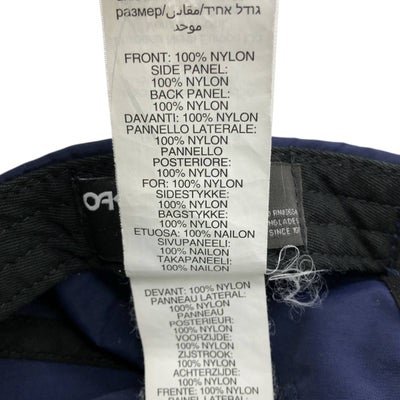 גודל אחיד/مقاس/размер
موحد
FRONT: 100% NYLON
SIDE PANEL:
100% NYLON
BACK PANEL:
100% NYLON
DAVANTI: 100% NYLON
PANNELLO LATERALE:
100% NYLON
PANNELLO
POSTERIORE:
100% NYLON
FOR: 100% NYLON
SIDESTYKKE:
100% NYLON
BAGSTYKKE:
100% NYLON
ETUOSA: 100% NAILON
SIVUPANEELI:
100% NAILON
TAKAPANEELI:
100% NAILON
DEVANT: 100% NYLON
PANNEAU LATERAL:
100% NYLON
PANNEAU
POSTERIEUR:
100% NYLON
VOORZIJDE:
100% NYLON
ZIJSTROOK:
100% NYLON
ACHTERZIJDE:
100% NYLON
FRENTE: 100% NYLON
PAINEL LATERAL:
SINCE